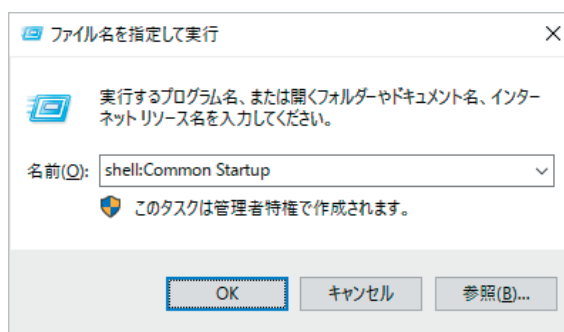 ファイル名を指定して実行
実行するプログラム名、または開くフォルダーやドキュメント名、インター
ネット リソース名を入力してください。
名前(O): shell:Common Startup
このタスクは管理者特権で作成されます。
OK キャンセル 参照(B)...